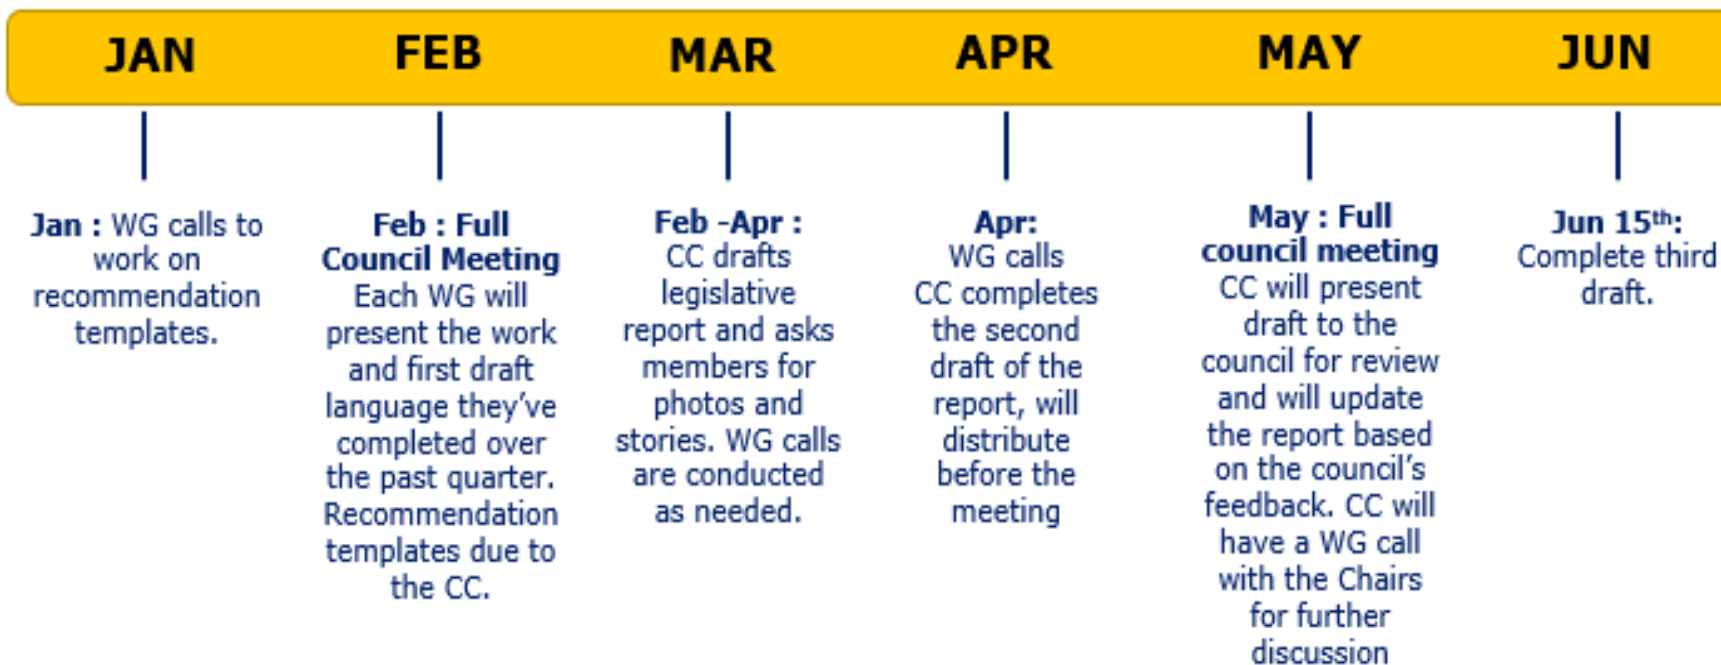 JAN
FEB
MAR
APR
MAY
JUN
Jan : WG calls to
work on
recommendation
templates.
Feb : Full
Council Meeting
Each WG will
present the work
and first draft
language they've
completed over
the past quarter.
Recommendation
templates due to
the CC.
Feb -Apr :
CC drafts
legislative
report and asks
members for
photos and
stories. WG calls
are conducted
as needed.
Apr:
WG calls
CC completes
the second
draft of the
report, will
distribute
before the
meeting
May : Full
council meeting
CC will present
draft to the
council for review
and will update
the report based
on the council's
feedback. CC will
have a WG call
with the Chairs
for further
discussion
Jun 15th:
Complete third
draft.